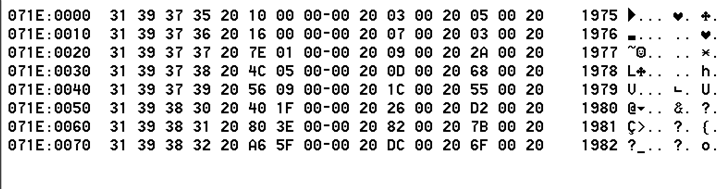 071E:0000  31 39 37 35 20 10 00 00-00 20 03 00 20 05 00 20  1975 ►... ♥. ♣.
071E:0010  31 39 37 36 20 16 00 00-00 20 07 00 20 03 00 20  1976 ▬... .. ♥.
071E:0020  31 39 37 37 20 7E 01 00-00 20 09 00 20 2A 00 20  1977 ~☺.. .. *.
071E:0030  31 39 37 38 20 4C 05 00-00 20 0D 00 20 68 00 20  1978 L♣.. .. h.
071E:0040  31 39 37 39 20 56 09 00-00 20 1C 00 20 55 00 20  1979 V... ∟. U.
071E:0050  31 39 38 30 20 40 1F 00-00 20 26 00 20 D2 00 20  1980 @▼.. &. ?.
071E:0060  31 39 38 31 20 80 3E 00-00 20 82 00 20 7B 00 20  1981 Ç>.. ?. {.
071E:0070  31 39 38 32 20 A6 5F 00-00 20 DC 00 20 6F 00 20  1982 ?_.. ?. o.